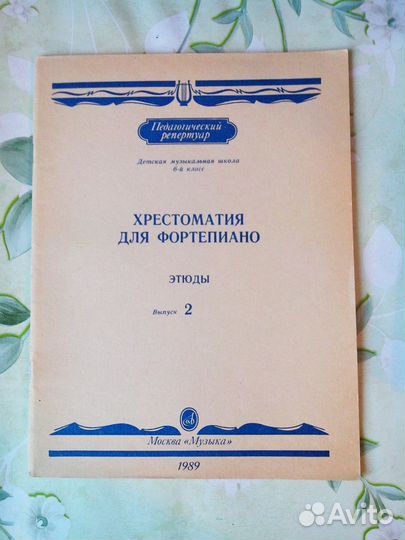 Педагогический
репертуар
Детская музыкальная школа
6-й класс
ХРЕСТОМАТИЯ
ДЛЯ ФОРТЕПИАНО
ЭТЮДЫ
Выпуск 2
Москва «Музыка»
1989
Avito